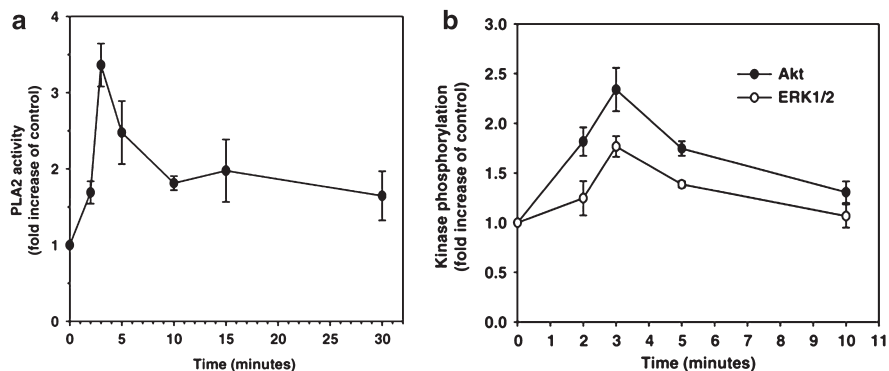 a
4
3
2
1
0
PLA2 activity
(fold increase of control)
0 5 10 15 20 25 30
Time (minutes)
b
3.0
2.5
2.0
1.5
1.0
0.5
0.0
Kinase phosphorylation
(fold increase of control)
Akt
ERK1/2
0 1 2 3 4 5 6 7 8 9 10 11
Time (minutes)